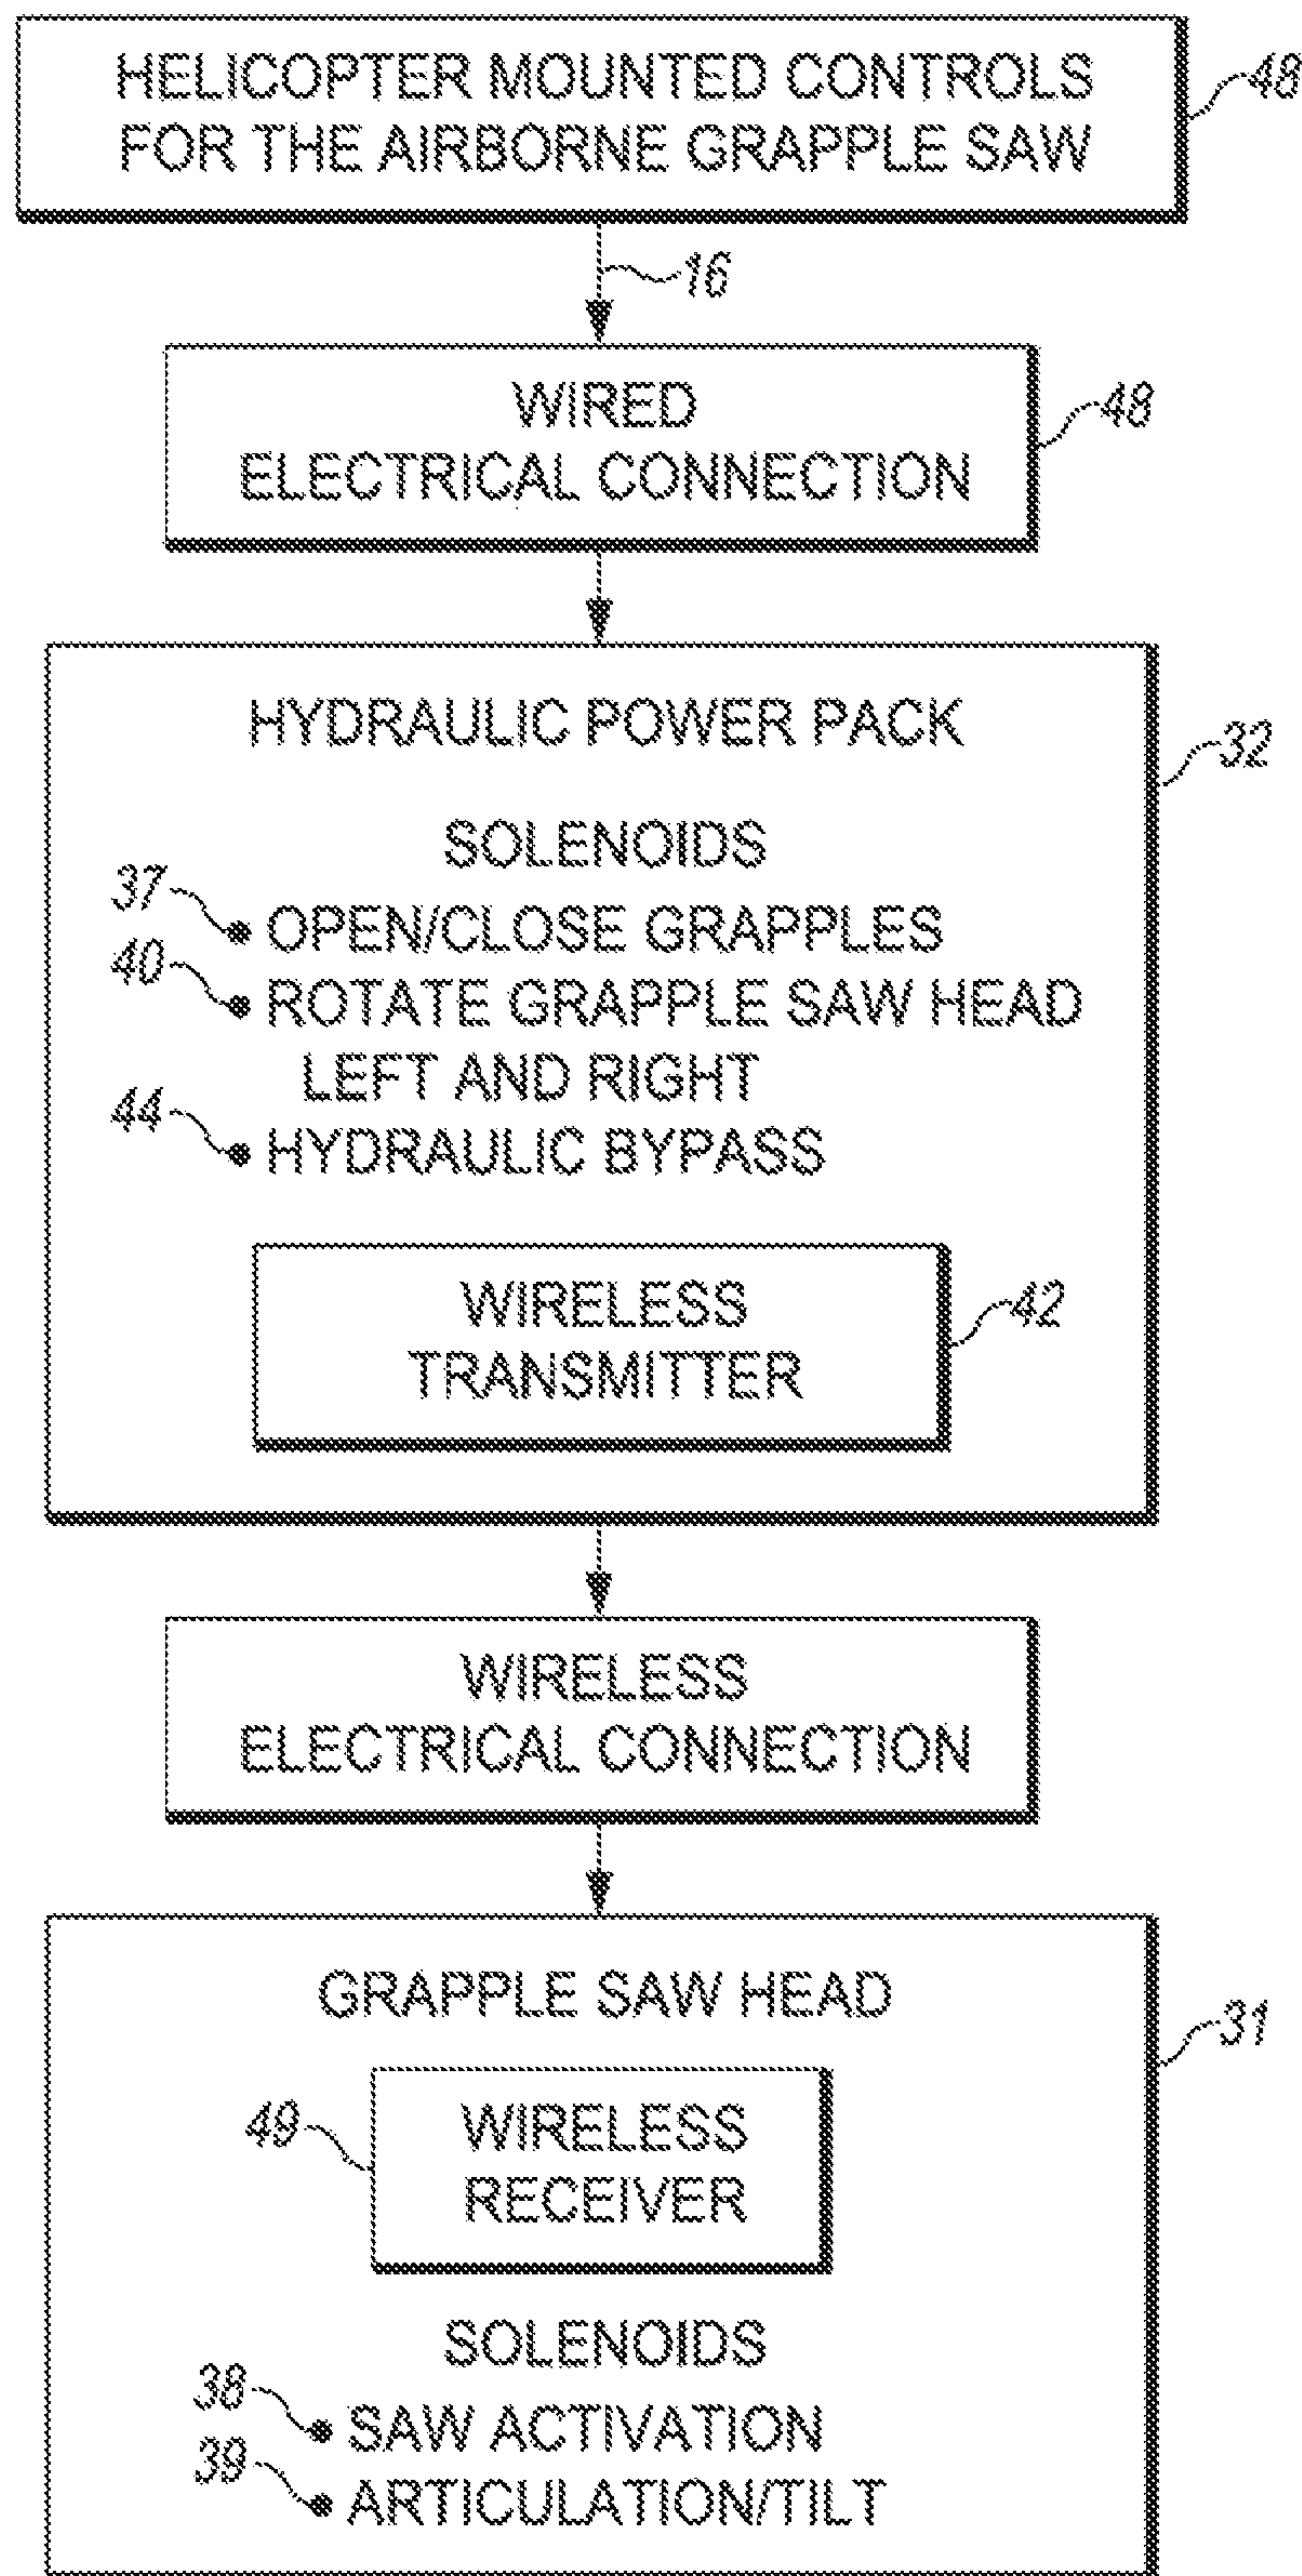 HELICOPTER MOUNTED CONTROLS
FOR THE AIRBORNE GRAPPLE SAW
48
16
WIRED
ELECTRICAL CONNECTION
48
HYDRAULIC POWER PACK
32
SOLENOIDS
37
• OPEN/CLOSE GRAPPLES
40
• ROTATE GRAPPLE SAW HEAD
LEFT AND RIGHT
44
• HYDRAULIC BYPASS
WIRELESS
TRANSMITTER
42
WIRELESS
ELECTRICAL CONNECTION
GRAPPLE SAW HEAD
31
49
WIRELESS
RECEIVER
SOLENOIDS
38
• SAW ACTIVATION
39
• ARTICULATION/TILT